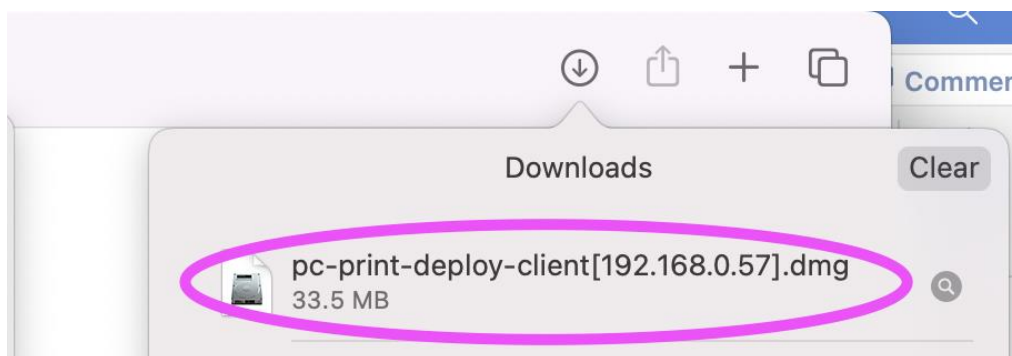 Commer
Downloads
Clear
pc-print-deploy-client[192.168.0.57].dmg
33.5 MB